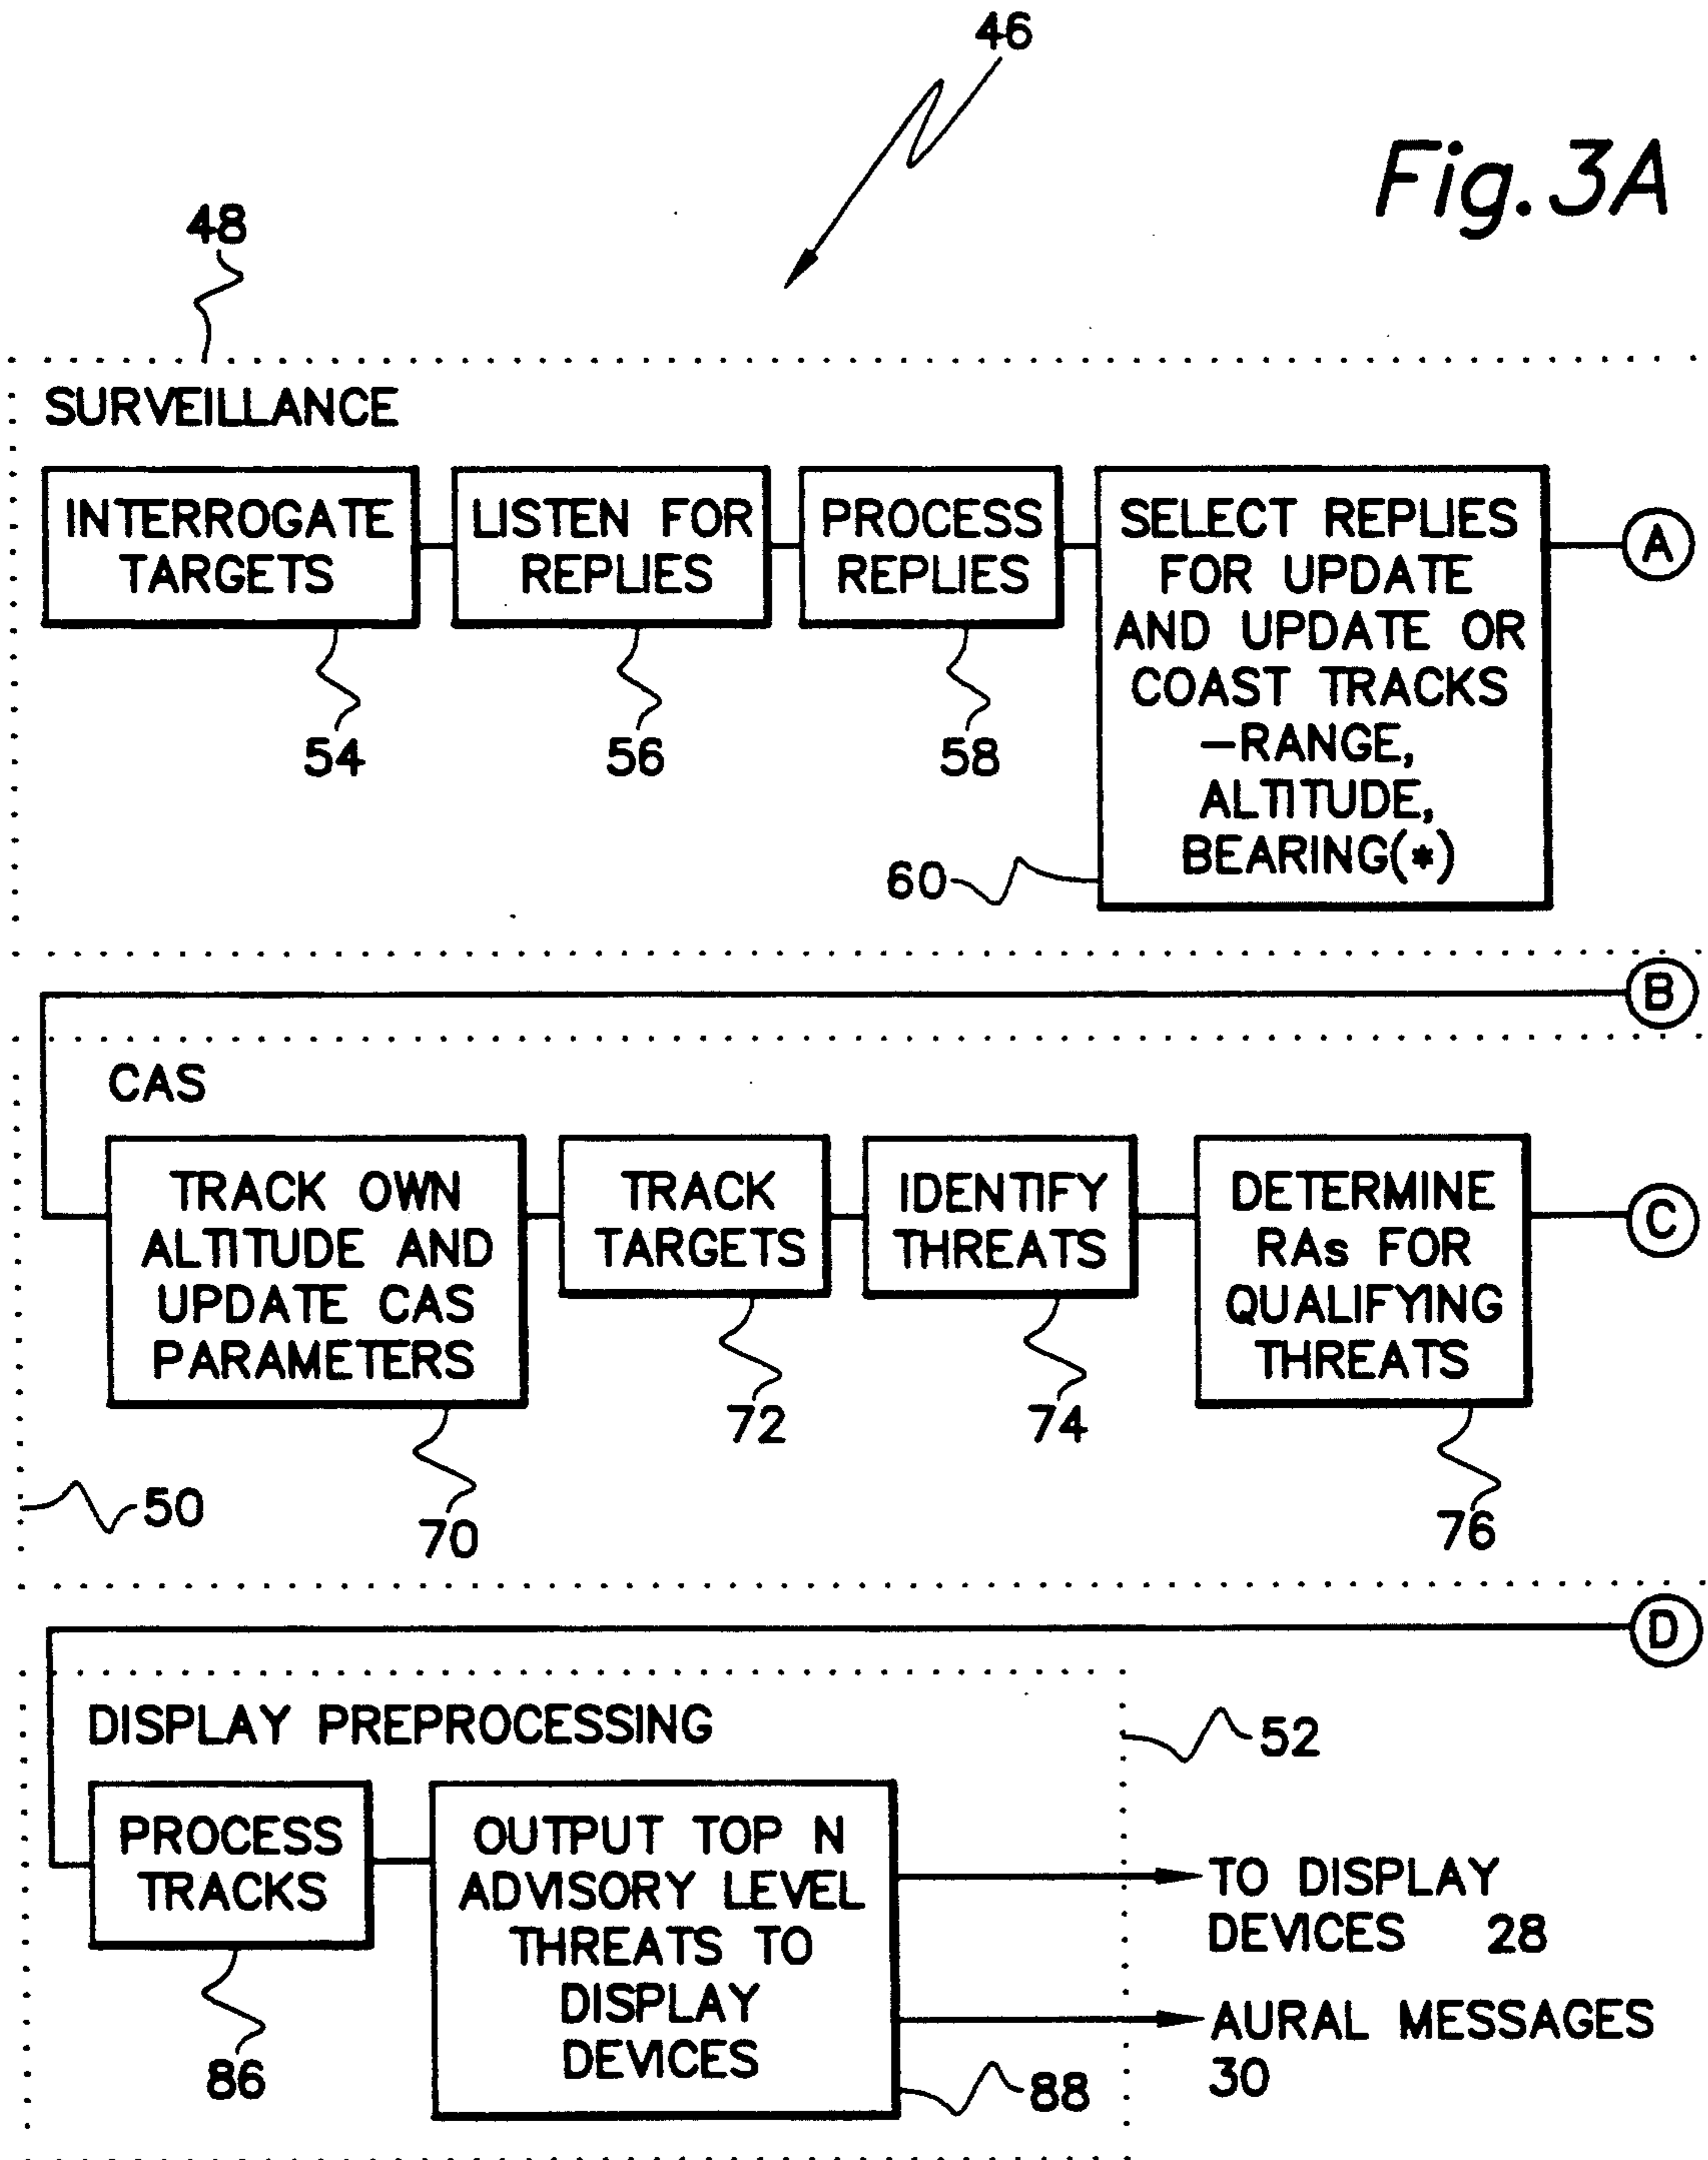 46
Fig. 3A
48
SURVEILLANCE
INTERROGATE
TARGETS
54
LISTEN FOR
REPLIES
56
PROCESS
REPLIES
58
SELECT REPLIES
FOR UPDATE
AND UPDATE OR
COAST TRACKS
-RANGE,
ALTITUDE,
BEARING(*)
60
A
B
CAS
TRACK OWN
ALTITUDE AND
UPDATE CAS
PARAMETERS
70
TRACK
TARGETS
72
IDENTIFY
THREATS
74
DETERMINE
RAs FOR
QUALIFYING
THREATS
76
C
50
D
DISPLAY PREPROCESSING
52
PROCESS
TRACKS
86
OUTPUT TOP N
ADVISORY LEVEL
THREATS TO
DISPLAY
DEVICES
88
TO DISPLAY
DEVICES 28
AURAL MESSAGES
30